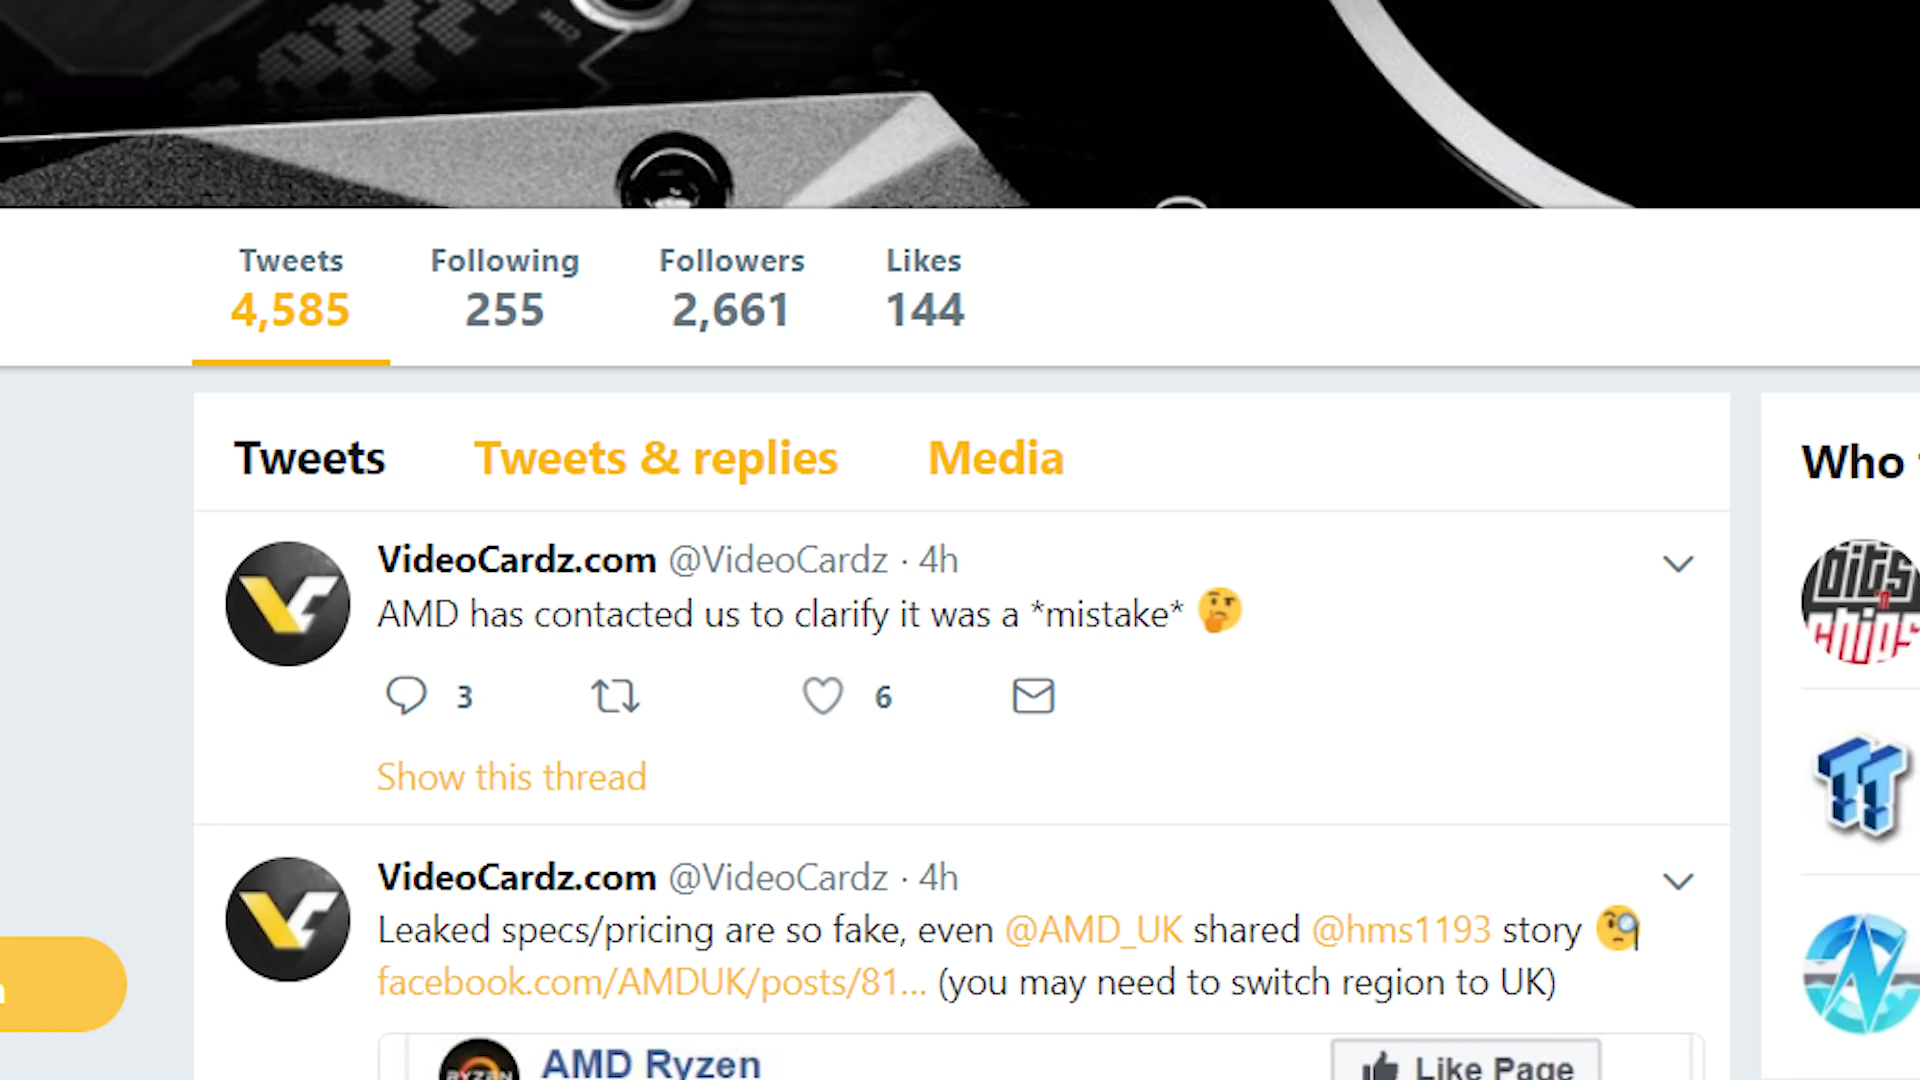 Tweets Following Followers Likes
4,585 255 2,661 144
Tweets Tweets & replies Media
Who
VideoCardz.com @VideoCardz · 4h
AMD has contacted us to clarify it was a *mistake* 🤔
3 6
Show this thread
VideoCardz.com @VideoCardz · 4h
Leaked specs/pricing are so fake, even @AMD_UK shared @hms1193 story 🧐
facebook.com/AMDUK/posts/81... (you may need to switch region to UK)
RYZEN AMD Ryzen Like Page
bits
'n
chips